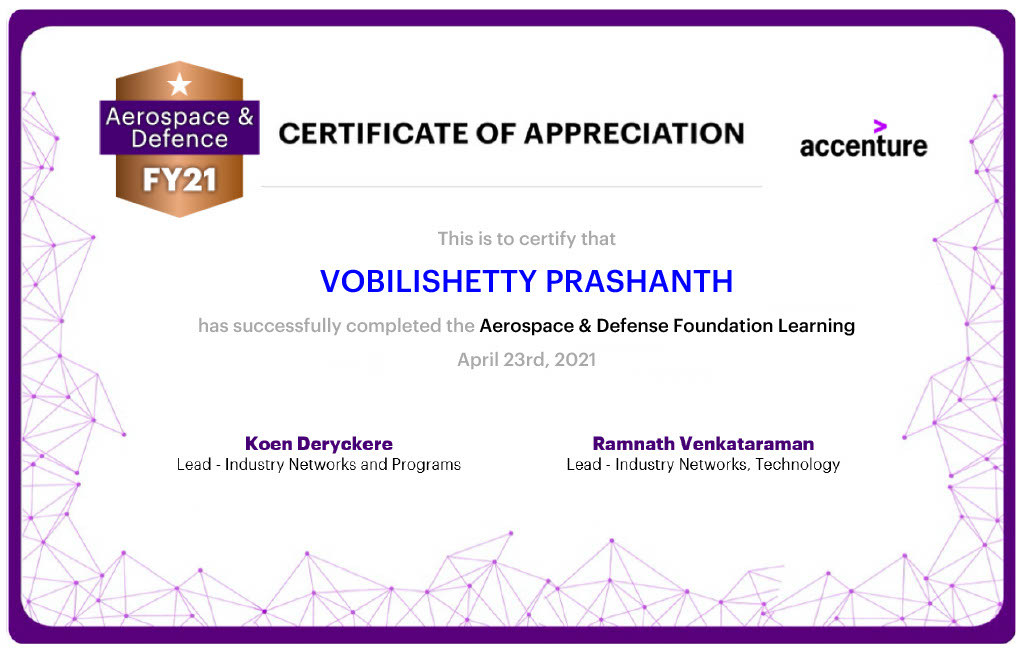 Aerospace &
Defence
FY21
CERTIFICATE OF APPRECIATION
>
accenture
This is to certify that
VOBILISHETTY PRASHANTH
has successfully completed the Aerospace & Defense Foundation Learning
April 23rd, 2021
Koen Deryckere
Lead - Industry Networks and Programs
Ramnath Venkataraman
Lead - Industry Networks, Technology